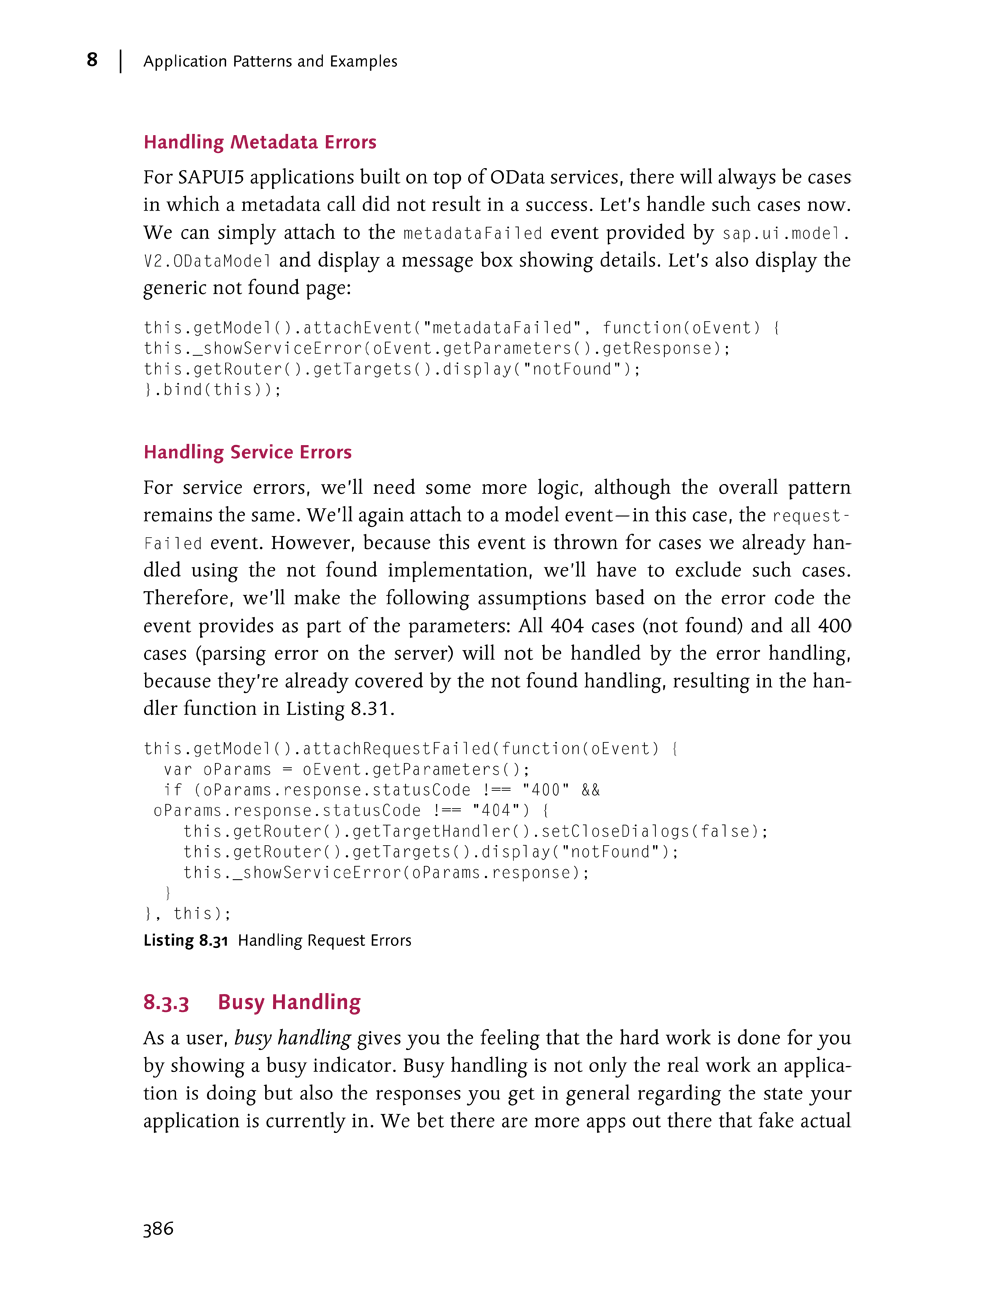 8 | Application Patterns and Examples
Handling Metadata Errors
For SAPUI5 applications built on top of OData services, there will always be cases
in which a metadata call did not result in a success. Let’s handle such cases now.
We can simply attach to the metadataFailed event provided by sap.ui.model.
V2.ODataModel and display a message box showing details. Let’s also display the
generic not found page:
this.getModel().attachEvent("metadataFailed", function(oEvent) {
this._showServiceError(oEvent.getParameters().getResponse);
this.getRouter().getTargets().display("notFound");
}.bind(this));
Handling Service Errors
For service errors, we’ll need some more logic, although the overall pattern
remains the same. We’ll again attach to a model event—in this case, the request-
Failed event. However, because this event is thrown for cases we already han-
dled using the not found implementation, we’ll have to exclude such cases.
Therefore, we’ll make the following assumptions based on the error code the
event provides as part of the parameters: All 404 cases (not found) and all 400
cases (parsing error on the server) will not be handled by the error handling,
because they’re already covered by the not found handling, resulting in the han-
dler function in Listing 8.31.
this.getModel().attachRequestFailed(function(oEvent) {
  var oParams = oEvent.getParameters();
  if (oParams.response.statusCode !== "400" &&
 oParams.response.statusCode !== "404") {
    this.getRouter().getTargetHandler().setCloseDialogs(false);
    this.getRouter().getTargets().display("notFound");
    this._showServiceError(oParams.response);
  }
}, this);
Listing 8.31 Handling Request Errors
8.3.3 Busy Handling
As a user, busy handling gives you the feeling that the hard work is done for you
by showing a busy indicator. Busy handling is not only the real work an applica-
tion is doing but also the responses you get in general regarding the state your
application is currently in. We bet there are more apps out there that fake actual
386